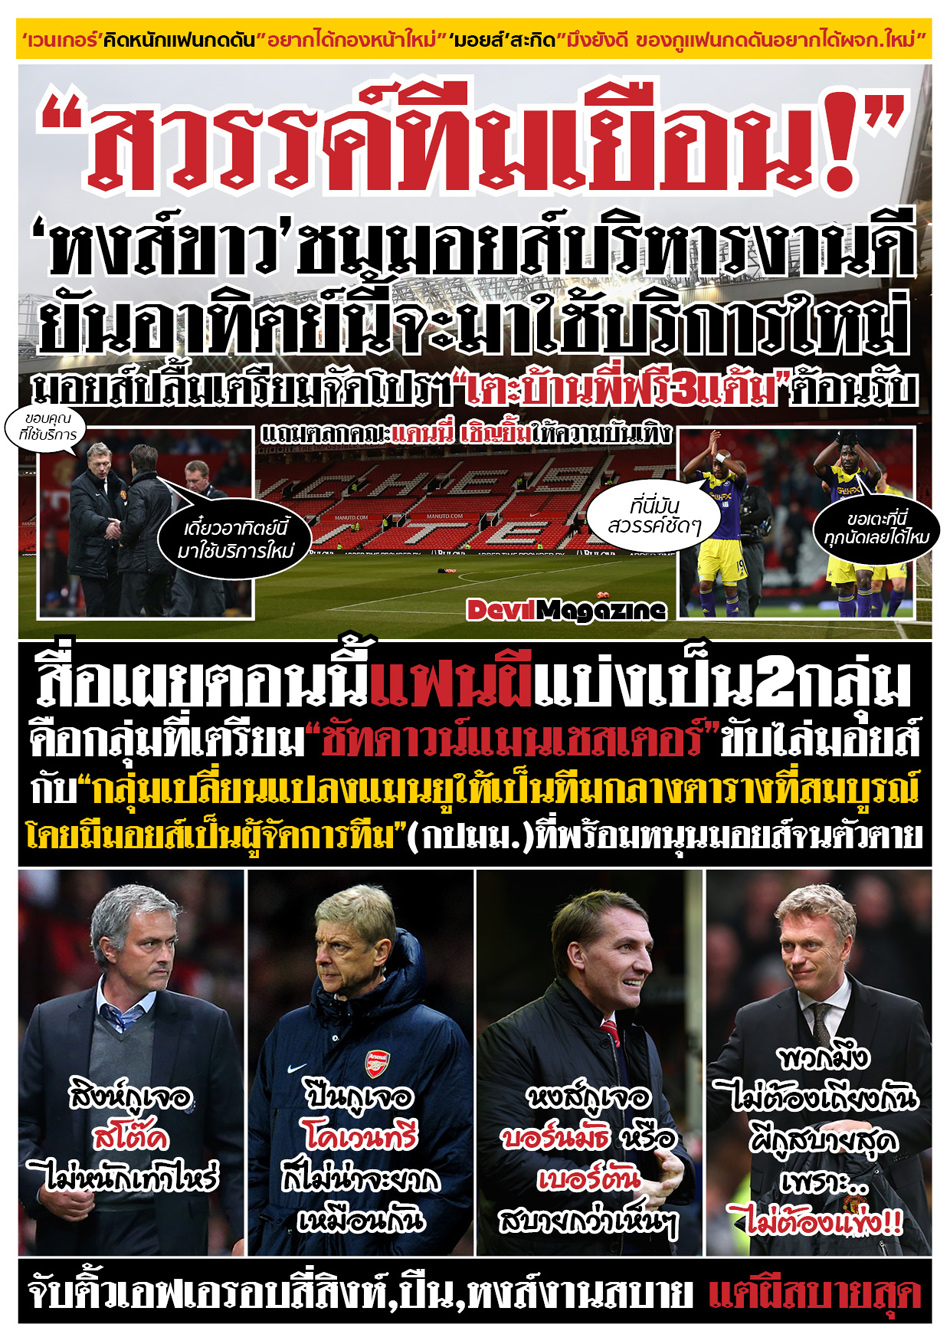 ‘เวนเกอร์’คิดหนักแฟนกดดัน”อยากได้กองหน้าใหม่”‘มอยส์’สะกิด”มึงยังดี ของกูแฟนกดดันอยากได้ผจก.ใหม่”
“สวรรค์ทีมเยือน!”
‘หงส์ขาว’ชมมอยส์บริหารงานดี
ยันอาทิตย์นี้จะมาใช้บริการใหม่
มอยส์ปลื้มเตรียมจัดโปรฯ“เตะบ้านพี่ฟรี3แต้ม”ต้อนรับ
แถมตลกคณะแดนนี่ เชิญยิ้มให้ความบันเทิง
ขอบคุณ
ที่ใช้บริการ
เดี๋ยวอาทิตย์นี้
มาใช้บริการใหม่
ที่นี่มัน
สวรรค์ชัดๆ
ขอเตะที่นี่
ทุกนัดเลยได้ไหม
DevilMagazine
สื่อเผยตอนนี้แฟนผีแบ่งเป็น2กลุ่ม
คือกลุ่มที่เตรียม“ชัทดาวน์แมนเชสเตอร์”ขับไล่มอยส์
กับ“กลุ่มเปลี่ยนแปลงแมนยูให้เป็นทีมกลางตารางที่สมบูรณ์
โดยมีมอยส์เป็นผู้จัดการทีม”(กปมม.)ที่พร้อมหนุนมอยส์จนตัวตาย
สิงห์กูเจอ
สโต๊ค
ไม่หนักเท่าไหร่
ปืนกูเจอ
โคเวนทรี
ก็ไม่น่าจะยาก
เหมือนกัน
หงส์กูเจอ
บอร์นมัธ หรือ
เบอร์ตัน
สบายกว่าเห็นๆ
พวกมึง
ไม่ต้องเถียงกัน
ผีกูสบายสุด
เพราะ..
ไม่ต้องแข่ง!!
จับติ้วเอฟเอรอบสี่สิงห์,ปืน,หงส์งานสบาย แต่ผีสบายสุด